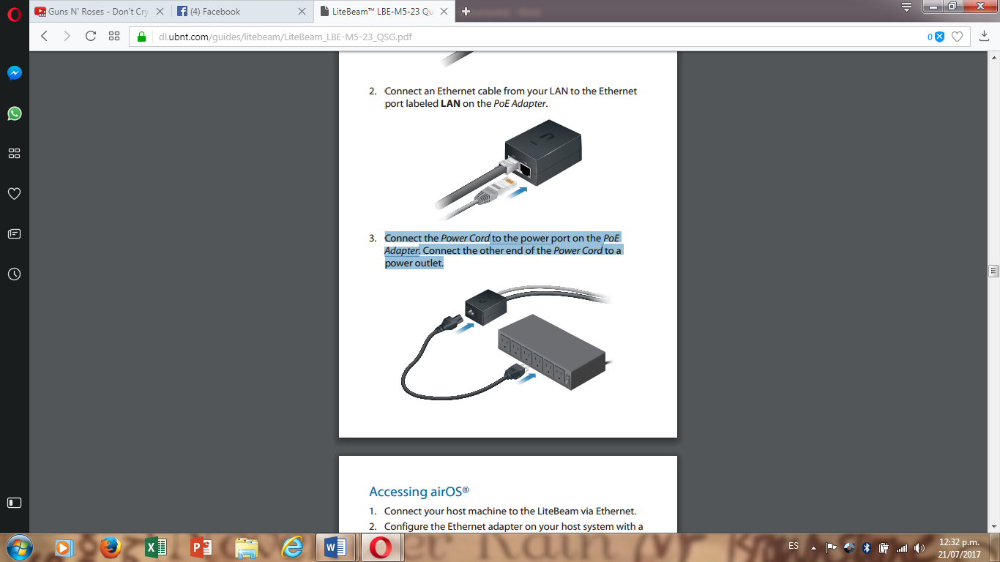 Guns N' Roses - Don't Cry
(4) Facebook
LiteBeam™ LBE-M5-23 Qu
dl.ubnt.com/guides/litebeam/LiteBeam_LBE-M5-23_QSG.pdf
0
2. Connect an Ethernet cable from your LAN to the Ethernet
port labeled LAN on the PoE Adapter.
3. Connect the Power Cord to the power port on the PoE
Adapter. Connect the other end of the Power Cord to a
power outlet.
Accessing airOS®
1. Connect your host machine to the LiteBeam via Ethernet.
2. Configure the Ethernet adapter on your host system with a
ES
12:32 p.m.
21/07/2017